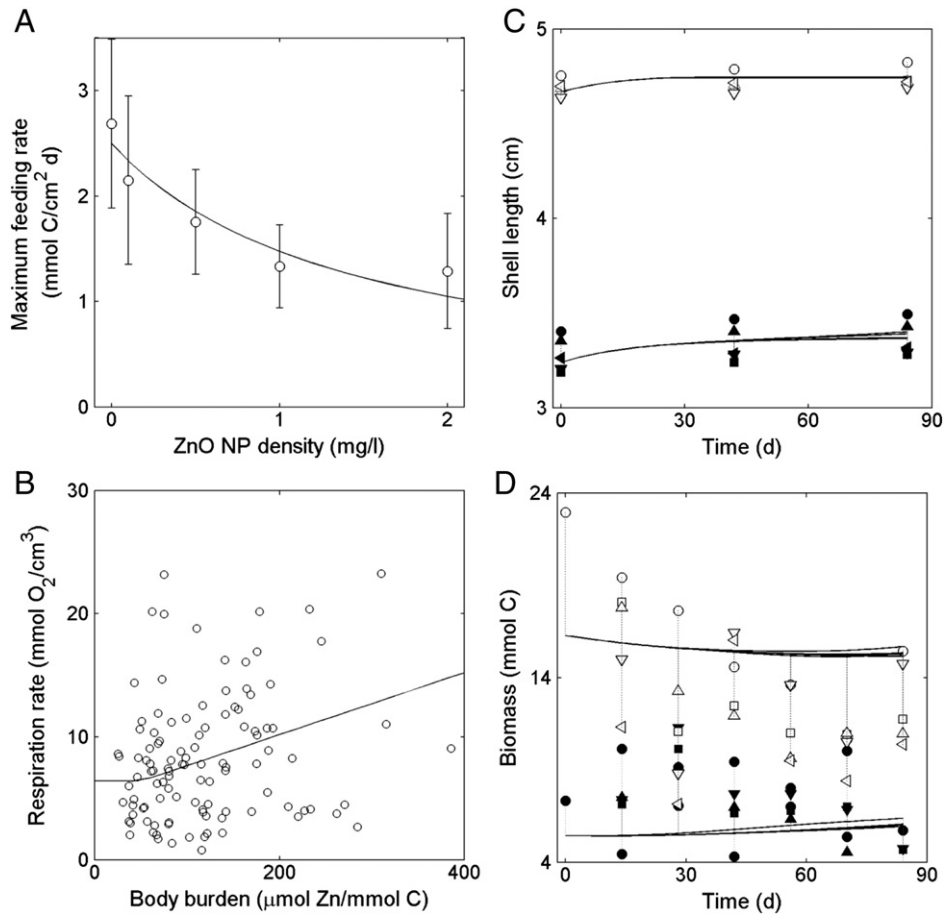 A
Maximum feeding rate
(mmol C/cm² d)
3
2
1
0
0
1
2
ZnO NP density (mg/l)
B
Respiration rate (mmol O₂/cm³)
30
20
10
0
0
200
400
Body burden (μmol Zn/mmol C)
C
Shell length (cm)
5
4
3
0
30
60
90
Time (d)
D
Biomass (mmol C)
24
14
4
0
30
60
90
Time (d)